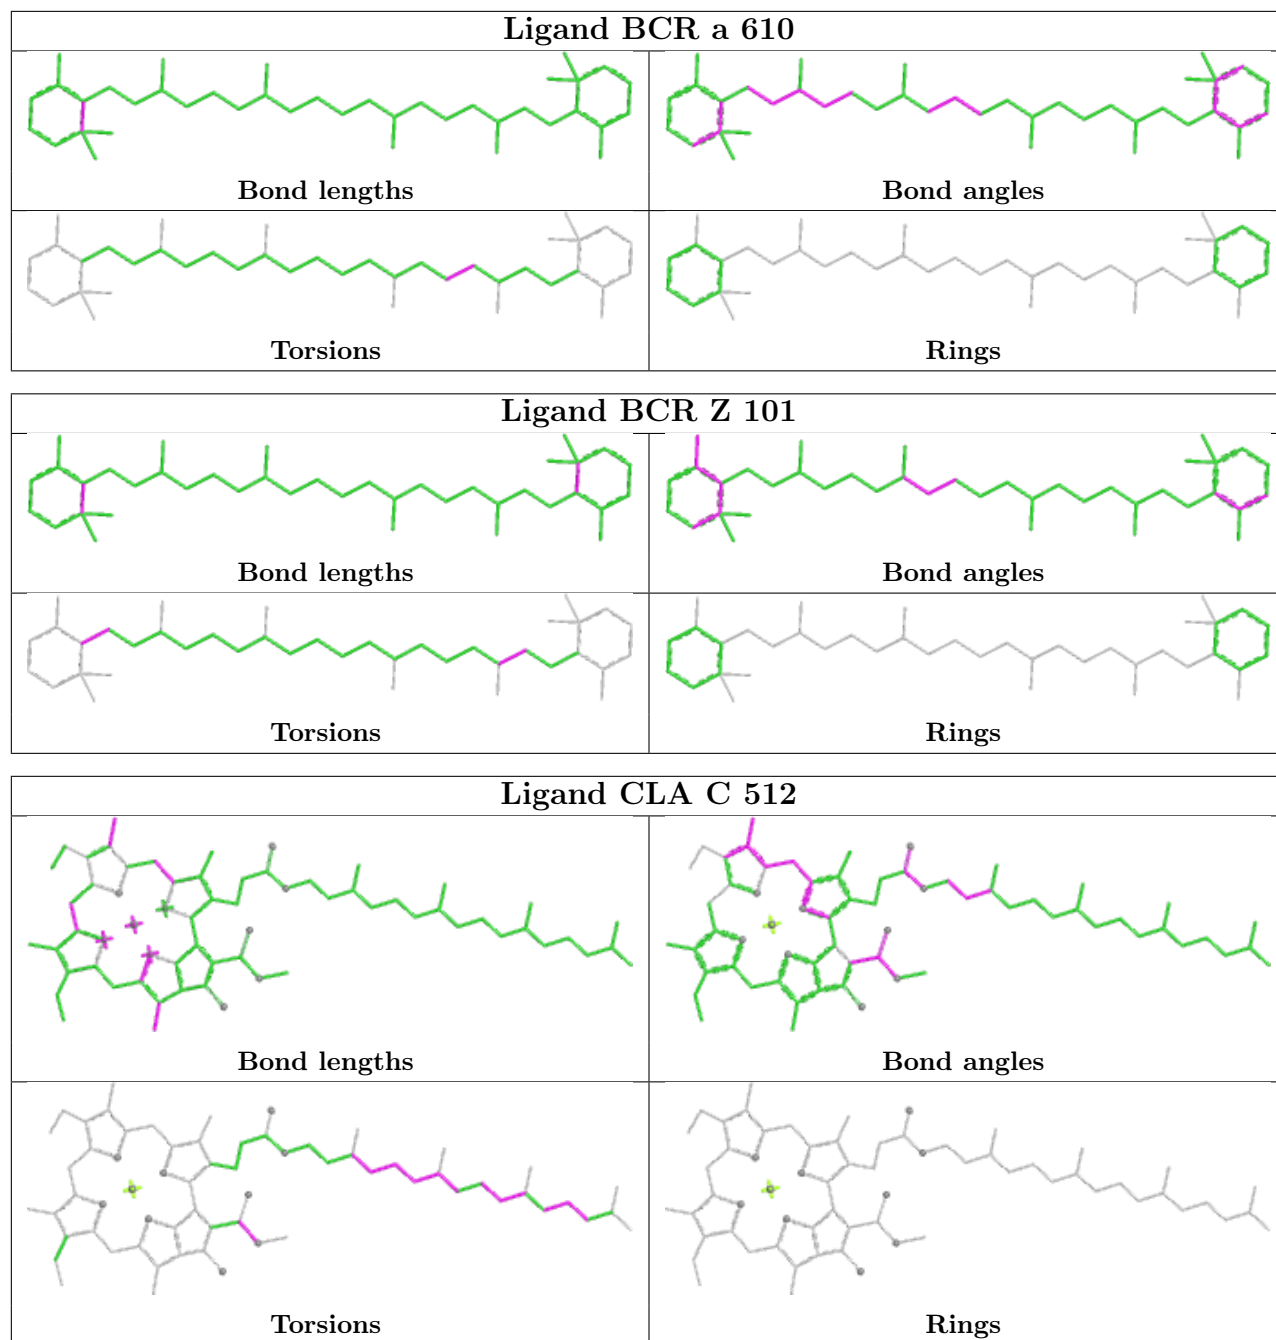 Ligand BCR a 610
Bond lengths
Bond angles
Torsions
Rings
Ligand BCR Z 101
Bond lengths
Bond angles
Torsions
Rings
Ligand CLA C 512
Bond lengths
Bond angles
Torsions
Rings